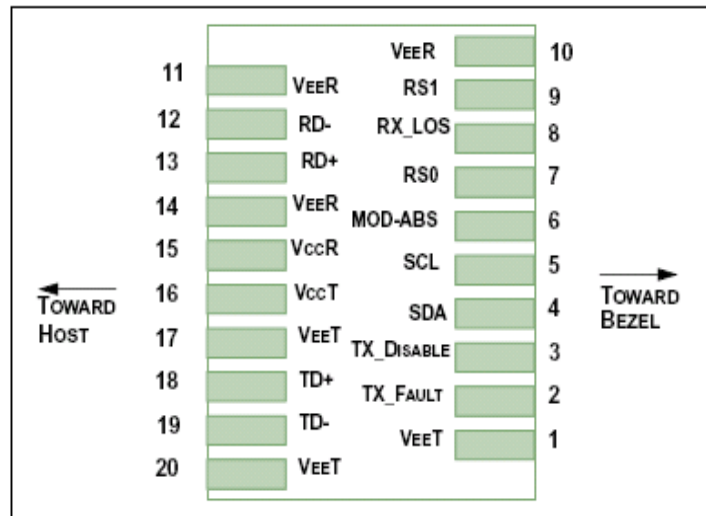 11 VEER
12 RD-
13 RD+
14 VEER
15 VCCR
16 VCCT
17 VEET
18 TD+
19 TD-
20 VEET
VEER 10
RS1 9
RX_LOS 8
RS0 7
MOD-ABS 6
SCL 5
SDA 4
TX_DISABLE 3
TX_FAULT 2
VEET 1
TOWARD
HOST
TOWARD
BEZEL